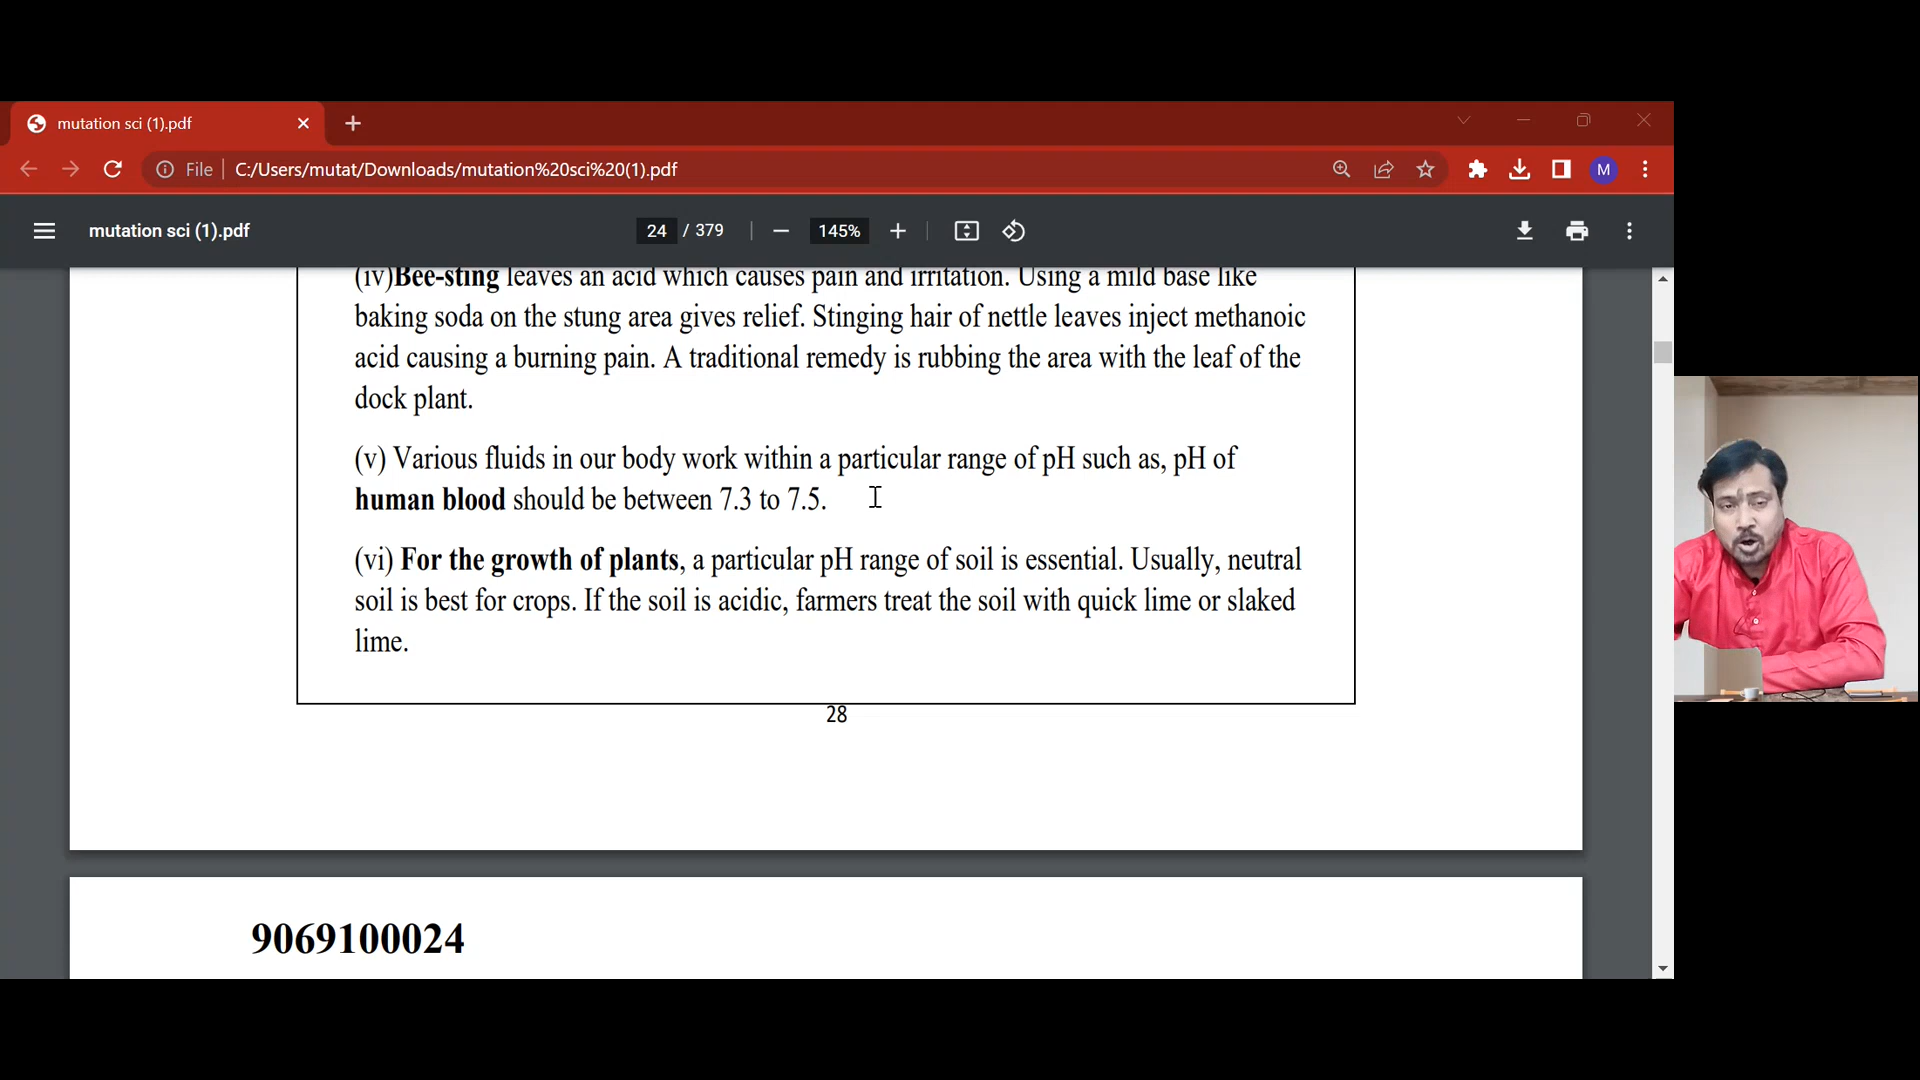 mutation sci (1).pdf
File
C:/Users/mutat/Downloads/mutation%20sci%20(1).pdf
M
mutation sci (1).pdf
24 / 379
145%
(iv)Bee-sting leaves an acid which causes pain and irritation. Using a mild base like
baking soda on the stung area gives relief. Stinging hair of nettle leaves inject methanoic
acid causing a burning pain. A traditional remedy is rubbing the area with the leaf of the
dock plant.
(v) Various fluids in our body work within a particular range of pH such as, pH of
human blood should be between 7.3 to 7.5.
(vi) For the growth of plants, a particular pH range of soil is essential. Usually, neutral
soil is best for crops. If the soil is acidic, farmers treat the soil with quick lime or slaked
lime.
28
9069100024